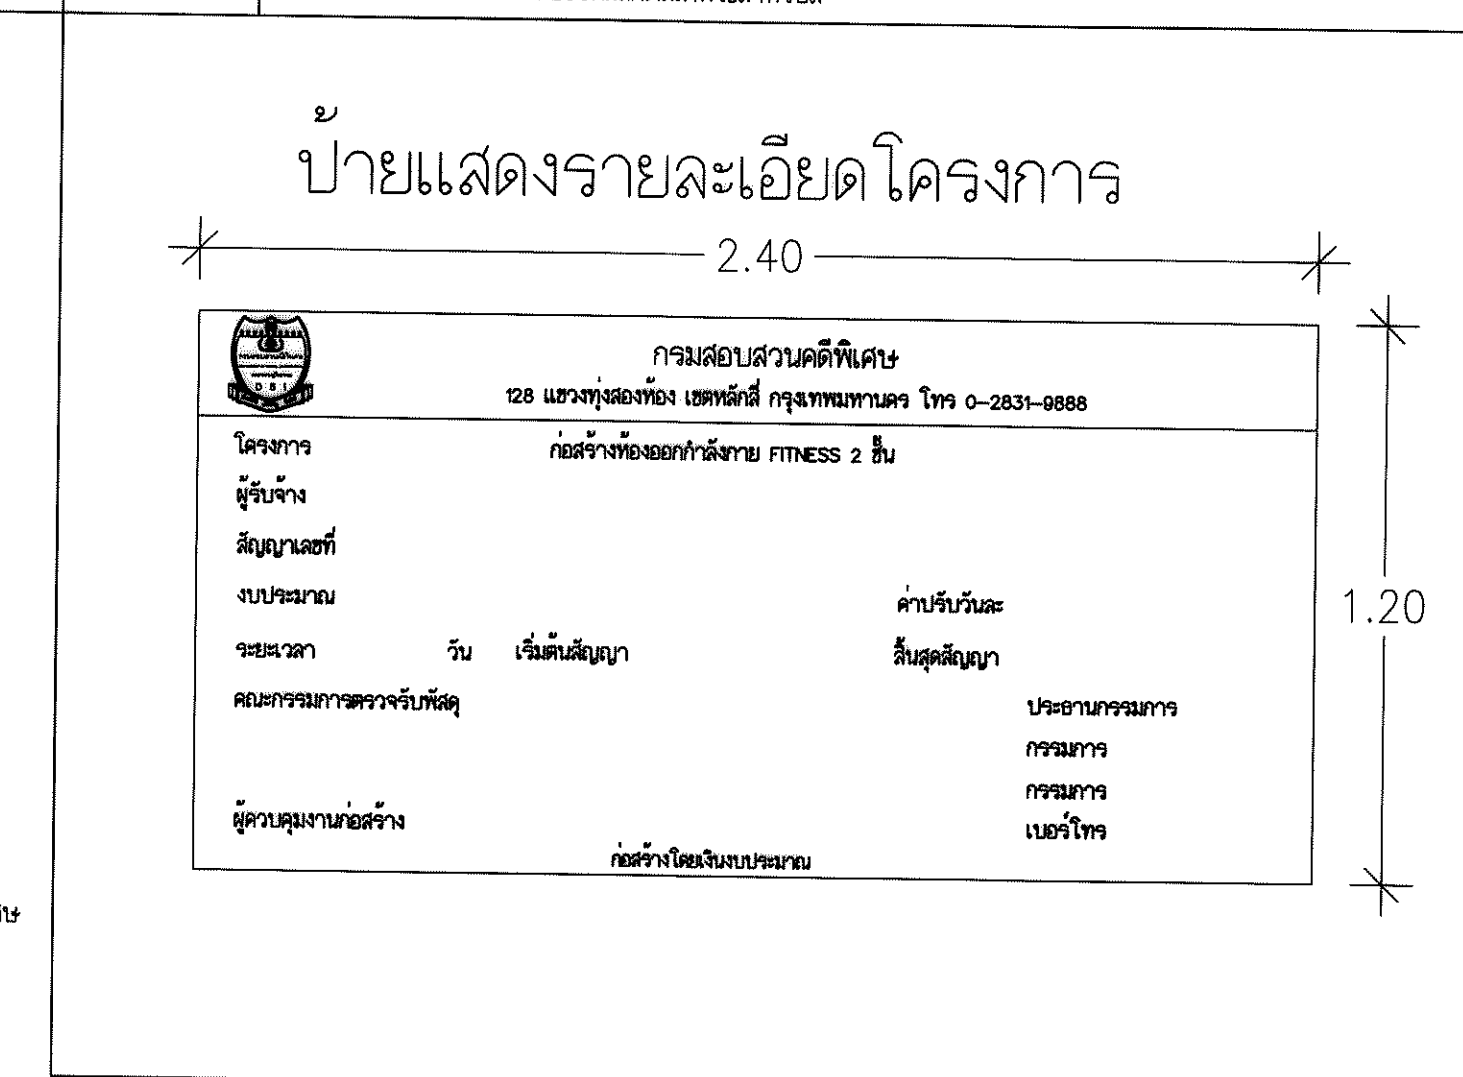 ป้ายแสดงรายละเอียดโครงการ
2.40
DSI
กรมสอบสวนคดีพิเศษ
128 แขวงทุ่งสองห้อง เขตหลักสี่ กรุงเทพมหานคร โทร 0-2831-9888
โครงการ ก่อสร้างห้องออกกำลังกาย FITNESS 2 ชั้น
ผู้รับจ้าง
สัญญาเลขที่
งบประมาณ ค่าปรับวันละ
1.20
ระยะเวลา วัน เริ่มต้นสัญญา สิ้นสุดสัญญา
คณะกรรมการตรวจรับพัสดุ ประธานกรรมการ
กรรมการ
กรรมการ
ผู้ควบคุมงานก่อสร้าง เบอร์โทร
ก่อสร้างโดยเงินงบประมาณ